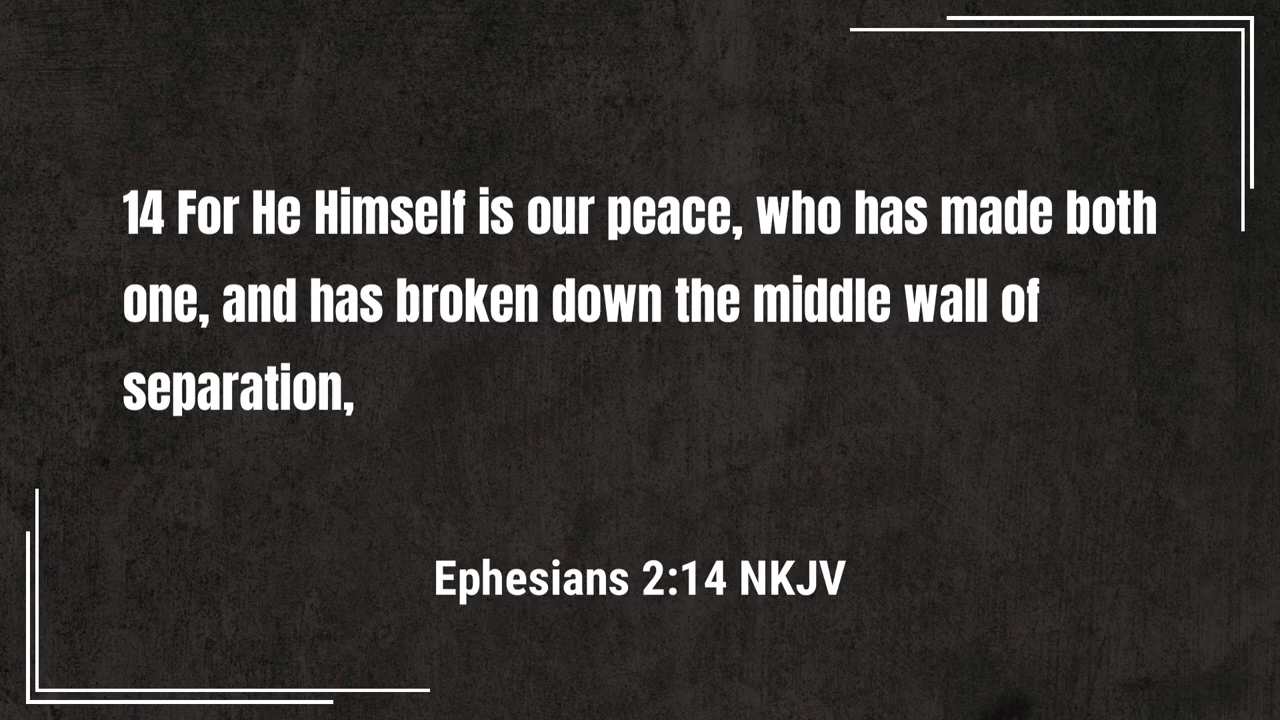 14 For He Himself is our peace, who has made both
one, and has broken down the middle wall of
separation,
Ephesians 2:14 NKJV